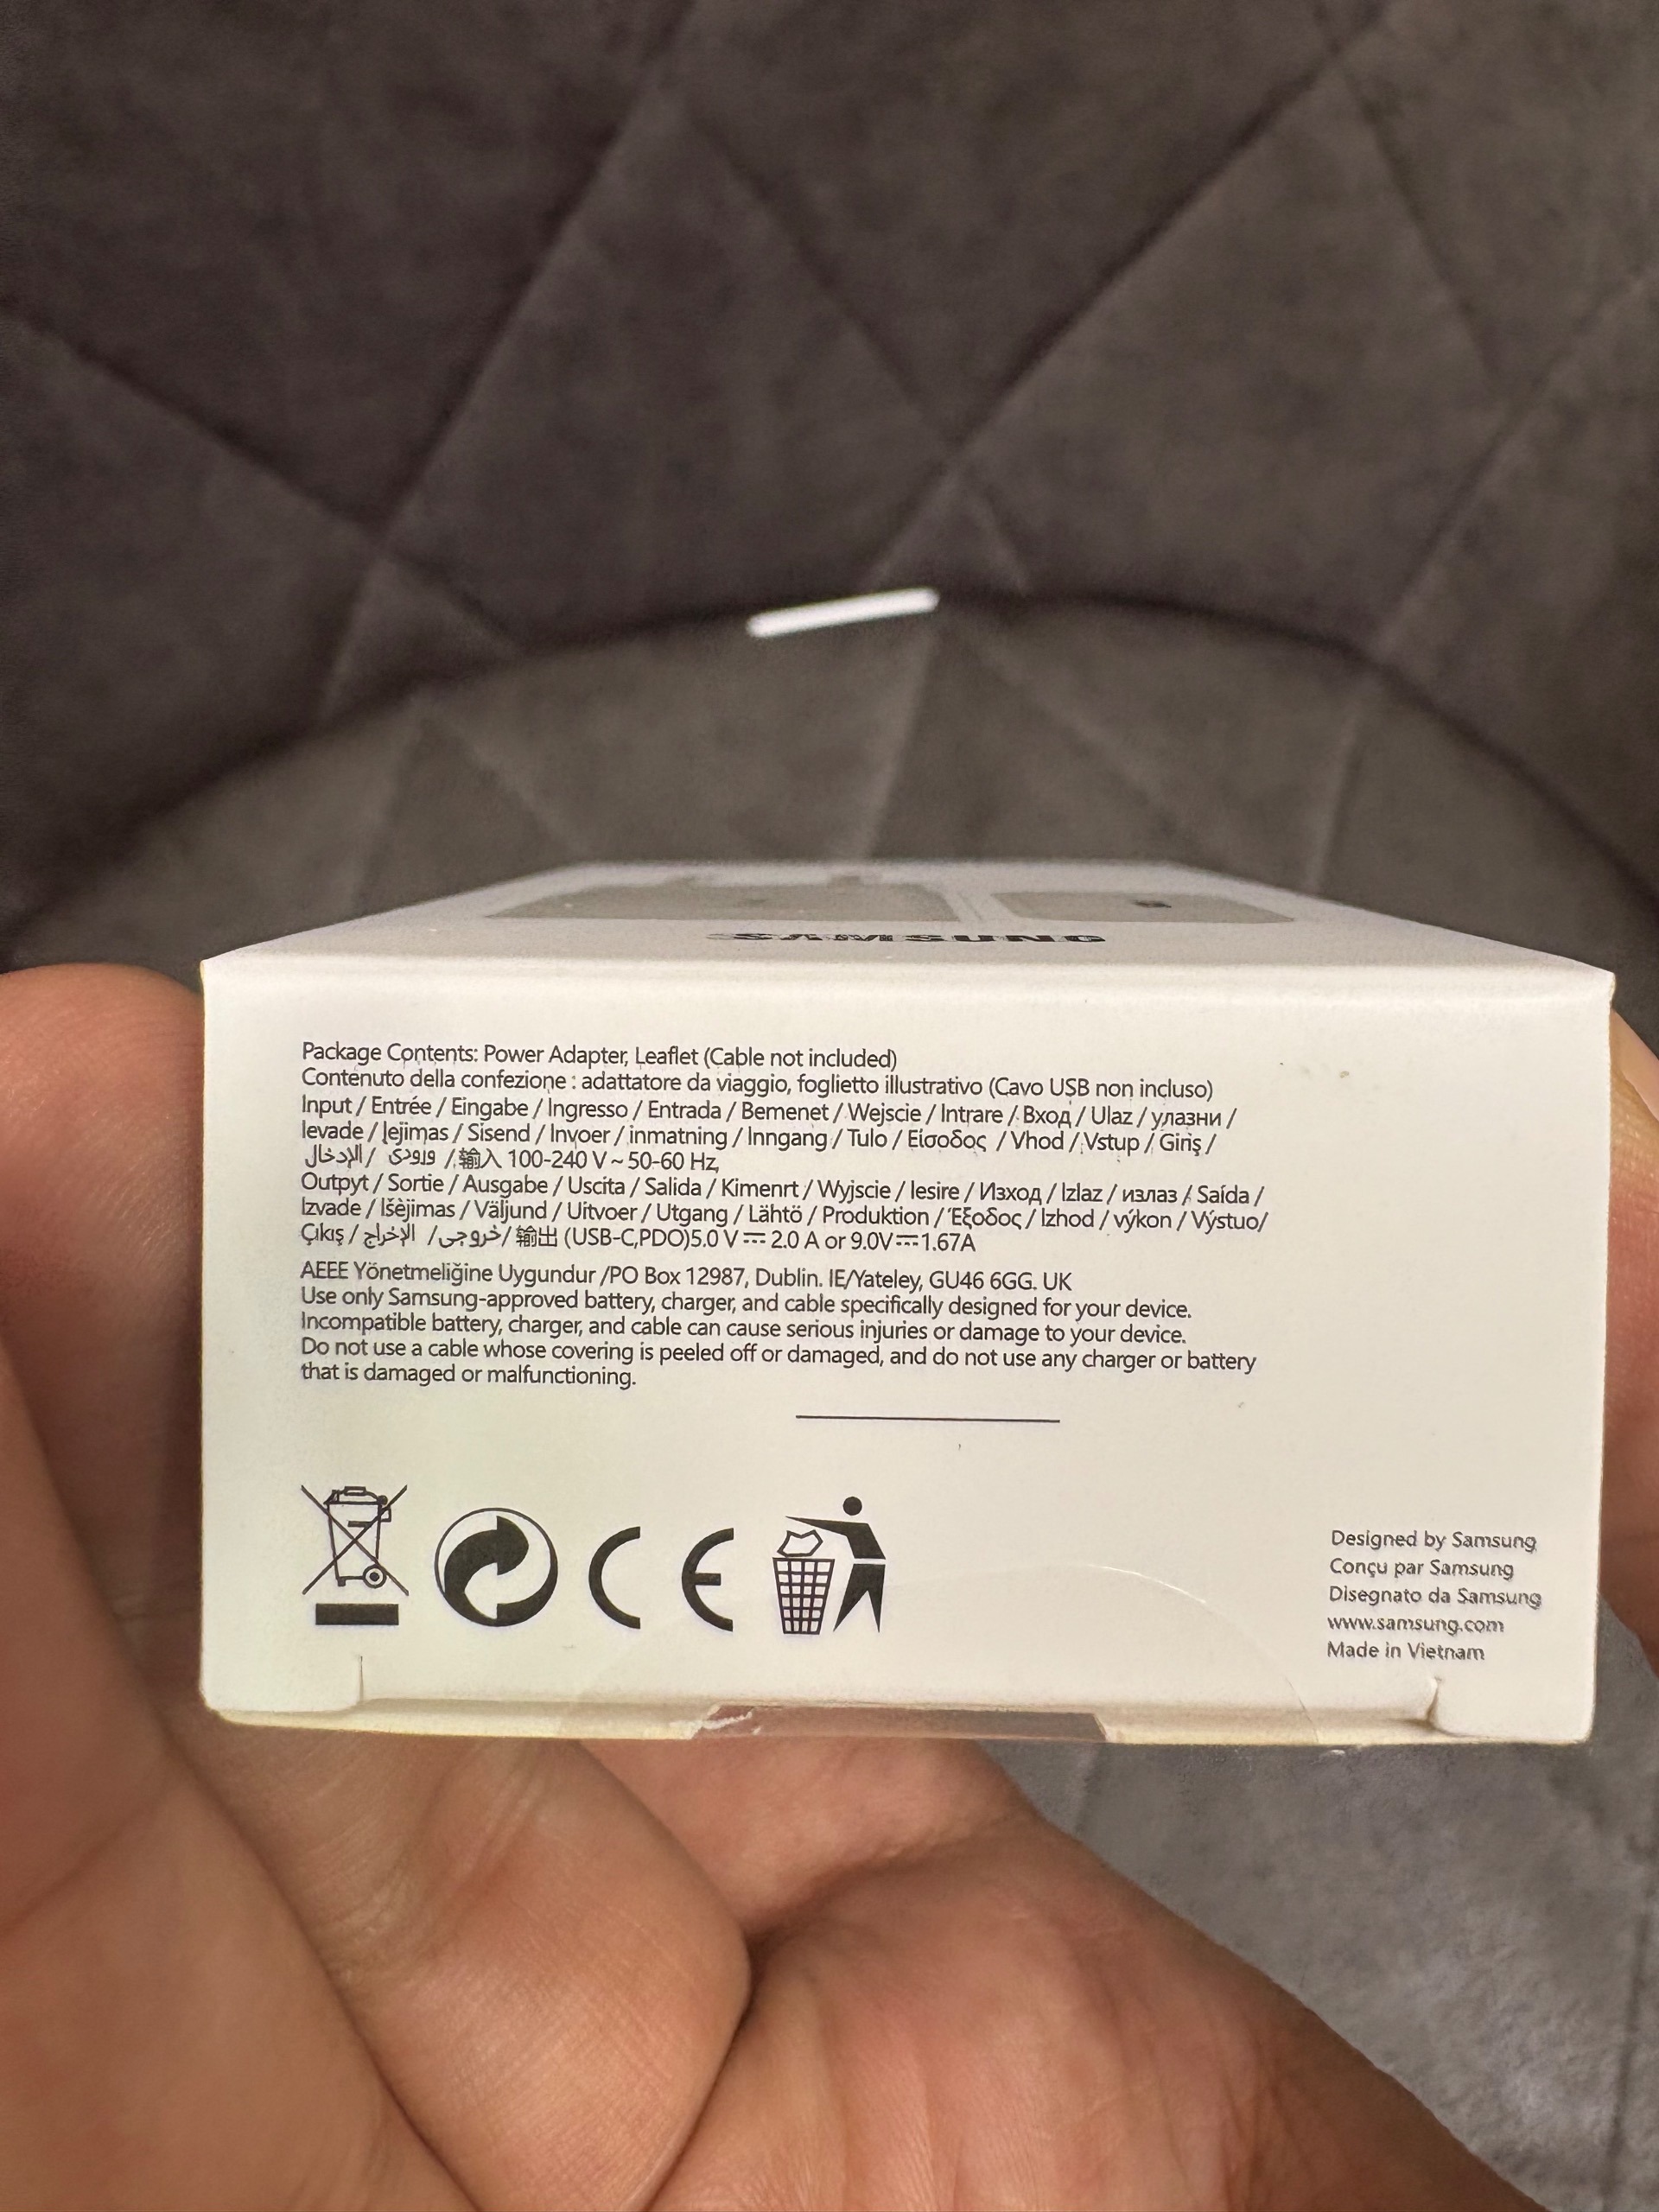 SAMSUNG
Package Contents: Power Adapter, Leaflet (Cable not included)
Contenuto della confezione : adattatore da viaggio, foglietto illustrativo (Cavo USB non incluso)
Input / Entrée / Eingabe / Ingresso / Entrada / Bemenet / Wejscie / Intrare / Вход / Ulaz / улазни /
Ievade / Įejimas / Sisend / Invoer / inmatning / Inngang / Tulo / Είσοδος / Vhod / Vstup / Giriş /
الإدخال / ورودی / 输入 100-240 V ~ 50-60 Hz,
Outpyt / Sortie / Ausgabe / Uscita / Salida / Kimenrt / Wyjscie / Iesire / Изход / Izlaz / излаз / Saída /
Izvade / Išėjimas / Väljund / Uitvoer / Utgang / Lähtö / Produktion / Έξοδος / Izhod / výkon / Výstuo/
Çıkış / الإخراج / خروجی / 输出 (USB-C,PDO)5.0 V⎓ 2.0 A or 9.0V⎓1.67A
AEEE Yönetmeliğine Uygundur /PO Box 12987, Dublin. IE/Yateley, GU46 6GG. UK
Use only Samsung-approved battery, charger, and cable specifically designed for your device.
Incompatible battery, charger, and cable can cause serious injuries or damage to your device.
Do not use a cable whose covering is peeled off or damaged, and do not use any charger or battery
that is damaged or malfunctioning.
CE
Designed by Samsung
Conçu par Samsung
Disegnato da Samsung
www.samsung.com
Made in Vietnam